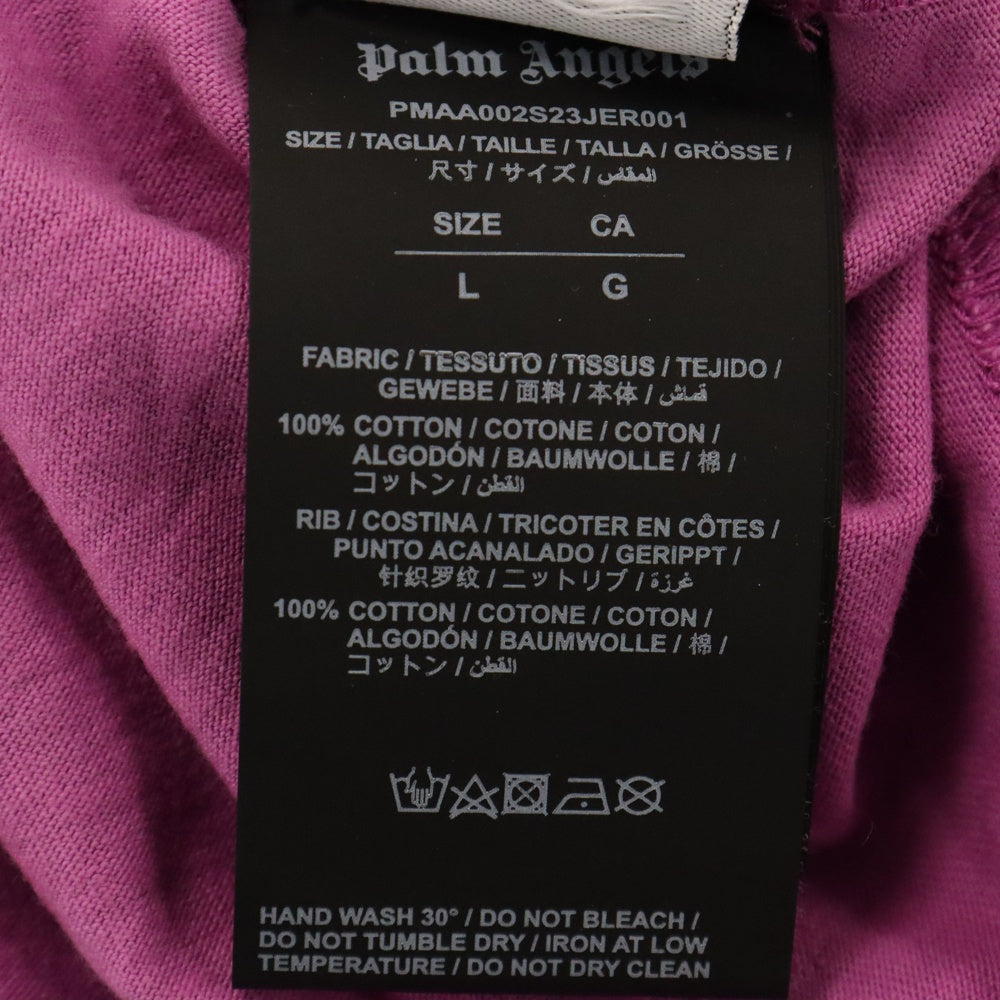 Palm Angels
PMAA002S23JER001
SIZE / TAGLIA / TAILLE / TALLA / GRÖSSE /
尺寸 / サイズ / المقاس
SIZE CA
L G
FABRIC / TESSUTO / TISSUS / TEJIDO /
GEWEBE / 面料 / 本体 / قماش
100% COTTON / COTONE / COTON /
ALGODÓN / BAUMWOLLE / 棉 /
コットン / القطن
RIB / COSTINA / TRICOTER EN CÔTES /
PUNTO ACANALADO / GERIPPT /
针织罗纹 / ニットリブ / غرزة
100% COTTON / COTONE / COTON /
ALGODÓN / BAUMWOLLE / 棉 /
コットン / القطن
HAND WASH 30° / DO NOT BLEACH /
DO NOT TUMBLE DRY / IRON AT LOW
TEMPERATURE / DO NOT DRY CLEAN